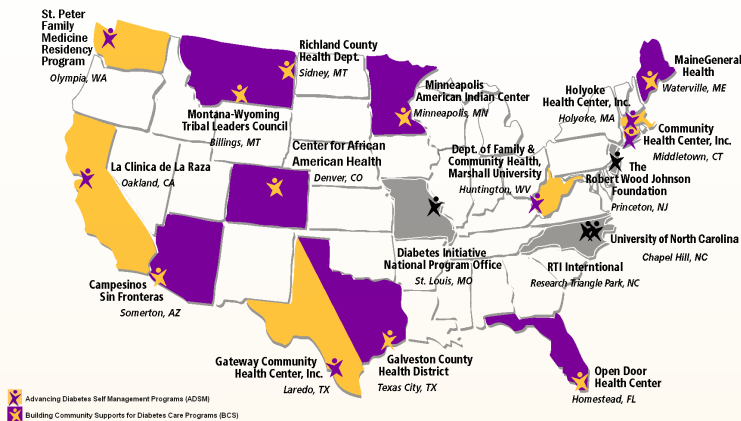 St. Peter
Family
Medicine
Residency
Program
Olympia, WA
Richland County
Health Dept.
Sidney, MT
Montana-Wyoming
Tribal Leaders Council
Billings, MT
Minneapolis
American Indian Center
Minneapolis, MN
MaineGeneral
Health
Waterville, ME
Holyoke
Health Center, Inc.
Holyoke, MA
Community
Health Center, Inc.
Middletown, CT
La Clinica de La Raza
Oakland, CA
Center for African
American Health
Denver, CO
Dept. of Family &
Community Health,
Marshall University
Huntington, WV
The
Robert Wood Johnson
Foundation
Princeton, NJ
University of North Carolina
Chapel Hill, NC
Diabetes Initiative
National Program Office
St. Louis, MO
RTI Interntional
Research Triangle Park, NC
Campesinos
Sin Fronteras
Somerton, AZ
Gateway Community
Health Center, Inc.
Laredo, TX
Galveston County
Health District
Texas City, TX
Open Door
Health Center
Homestead, FL
Advancing Diabetes Self Management Programs (ADSM)
Building Community Supports for Diabetes Care Programs (BCS)